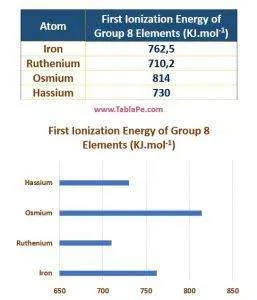 Atom
First Ionization Energy of
Group 8 Elements (KJ.mol-1)
Iron 762,5
Ruthenium 710,2
Osmium 814
Hassium 730
www.TablaPe.com
First Ionization Energy of Group 8
Elements (KJ.mol-1)
Hassium
Osmium
Ruthenium
Iron
650 700 750 800 850